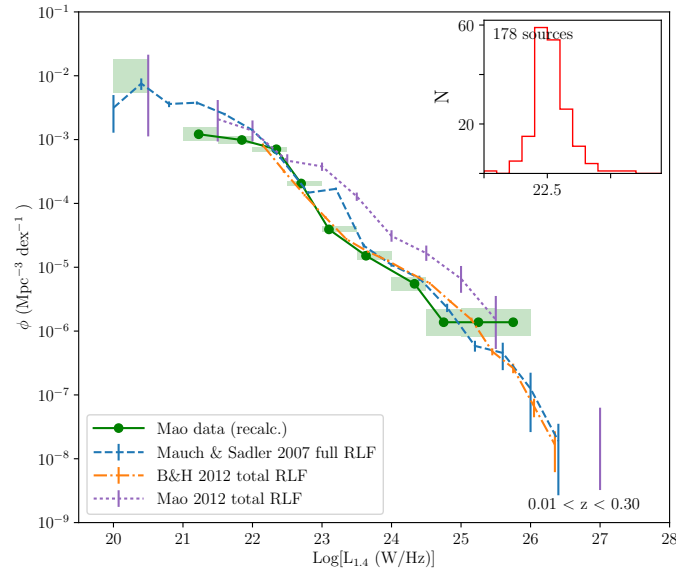 10⁻¹
10⁻²
10⁻³
10⁻⁴
10⁻⁵
10⁻⁶
10⁻⁷
10⁻⁸
10⁻⁹
ϕ (Mpc⁻³ dex⁻¹)
60
20
N
178 sources
22.5
Mao data (recalc.)
Mauch & Sadler 2007 full RLF
B&H 2012 total RLF
Mao 2012 total RLF
0.01 < z < 0.30
20 21 22 23 24 25 26 27 28
Log[L₁.₄ (W/Hz)]